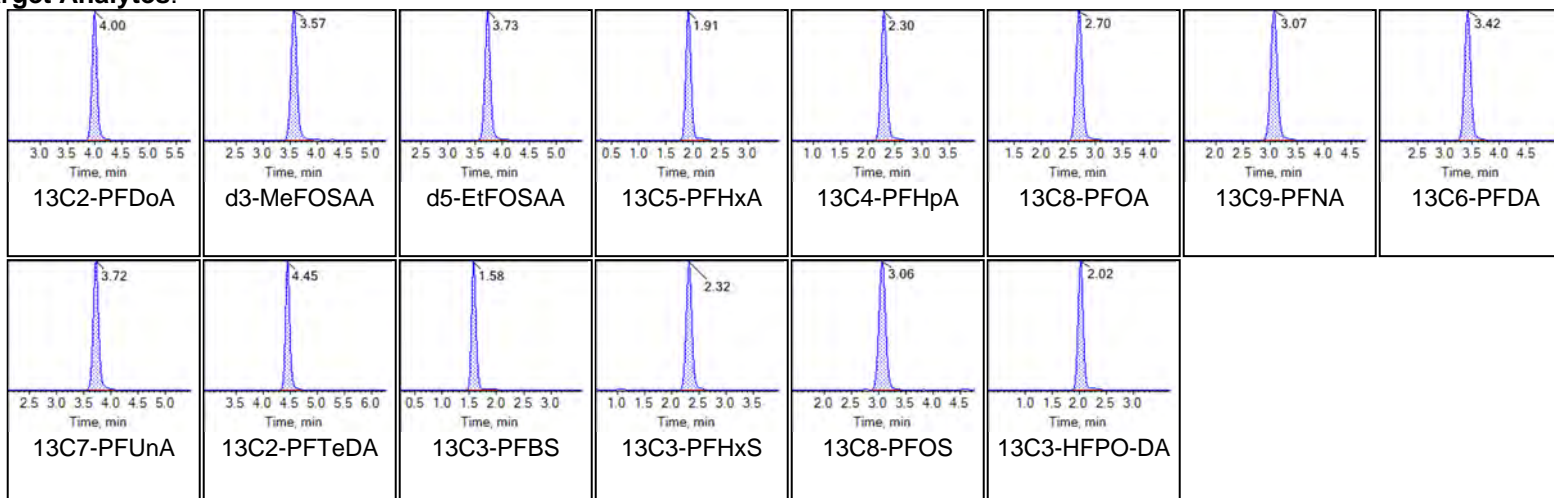 rget Analytes:
4.00 3.57 3.73 1.91 2.30 2.70 3.07 3.42
3.0 3.5 4.0 4.5 5.0 5.5 2.5 3.0 3.5 4.0 4.5 5.0 2.5 3.0 3.5 4.0 4.5 5.0 0.5 1.0 1.5 2.0 2.5 3.0 1.0 1.5 2.0 2.5 3.0 3.5 1.5 2.0 2.5 3.0 3.5 4.0 2.0 2.5 3.0 3.5 4.0 4.5 2.5 3.0 3.5 4.0 4.5
Time, min Time, min Time, min Time, min Time, min Time, min Time, min Time, min
13C2-PFDoA d3-MeFOSAA d5-EtFOSAA 13C5-PFHxA 13C4-PFHpA 13C8-PFOA 13C9-PFNA 13C6-PFDA
3.72 4.45 1.58 2.32 3.06 2.02
2.5 3.0 3.5 4.0 4.5 5.0 3.5 4.0 4.5 5.0 5.5 6.0 0.5 1.0 1.5 2.0 2.5 3.0 1.0 1.5 2.0 2.5 3.0 3.5 2.0 2.5 3.0 3.5 4.0 4.5 1.0 1.5 2.0 2.5 3.0
Time, min Time, min Time, min Time, min Time, min Time, min
13C7-PFUnA 13C2-PFTeDA 13C3-PFBS 13C3-PFHxS 13C8-PFOS 13C3-HFPO-DA